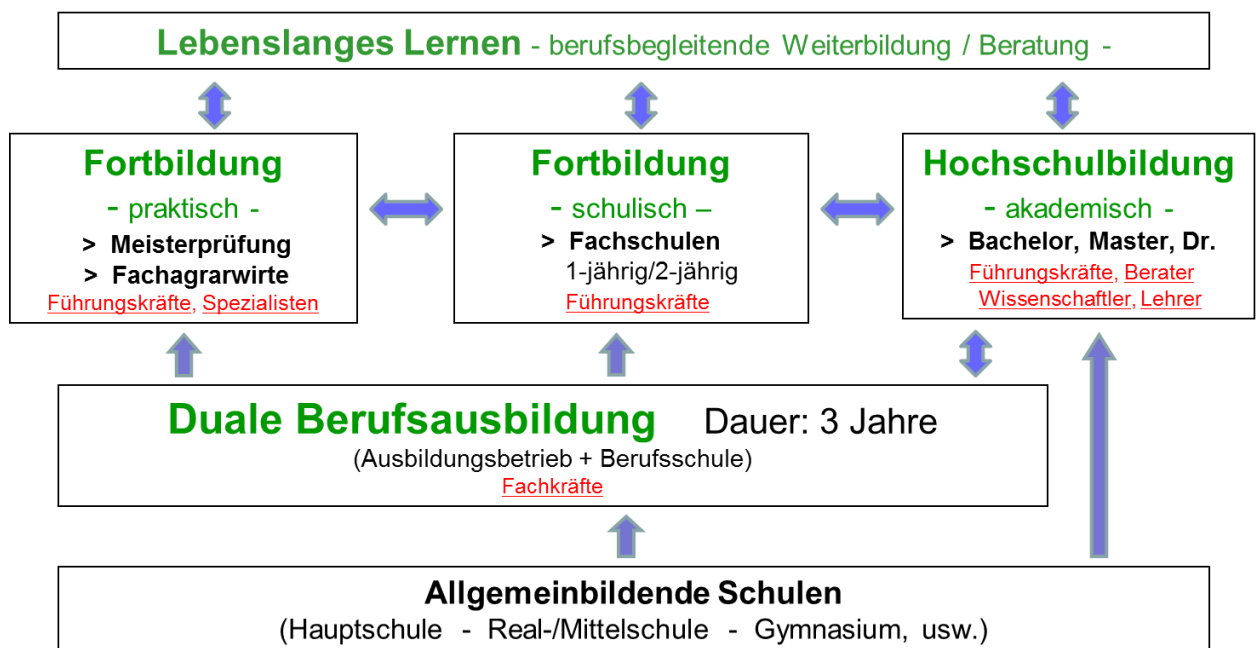 Lebenslanges Lernen - berufsbegleitende Weiterbildung / Beratung -
Fortbildung
- praktisch -
> Meisterprüfung
> Fachagrarwirte
Führungskräfte, Spezialisten
Fortbildung
- schulisch –
> Fachschulen
1-jährig/2-jährig
Führungskräfte
Hochschulbildung
- akademisch -
> Bachelor, Master, Dr.
Führungskräfte, Berater
Wissenschaftler, Lehrer
Duale Berufsausbildung Dauer: 3 Jahre
(Ausbildungsbetrieb + Berufsschule)
Fachkräfte
Allgemeinbildende Schulen
(Hauptschule - Real-/Mittelschule - Gymnasium, usw.)